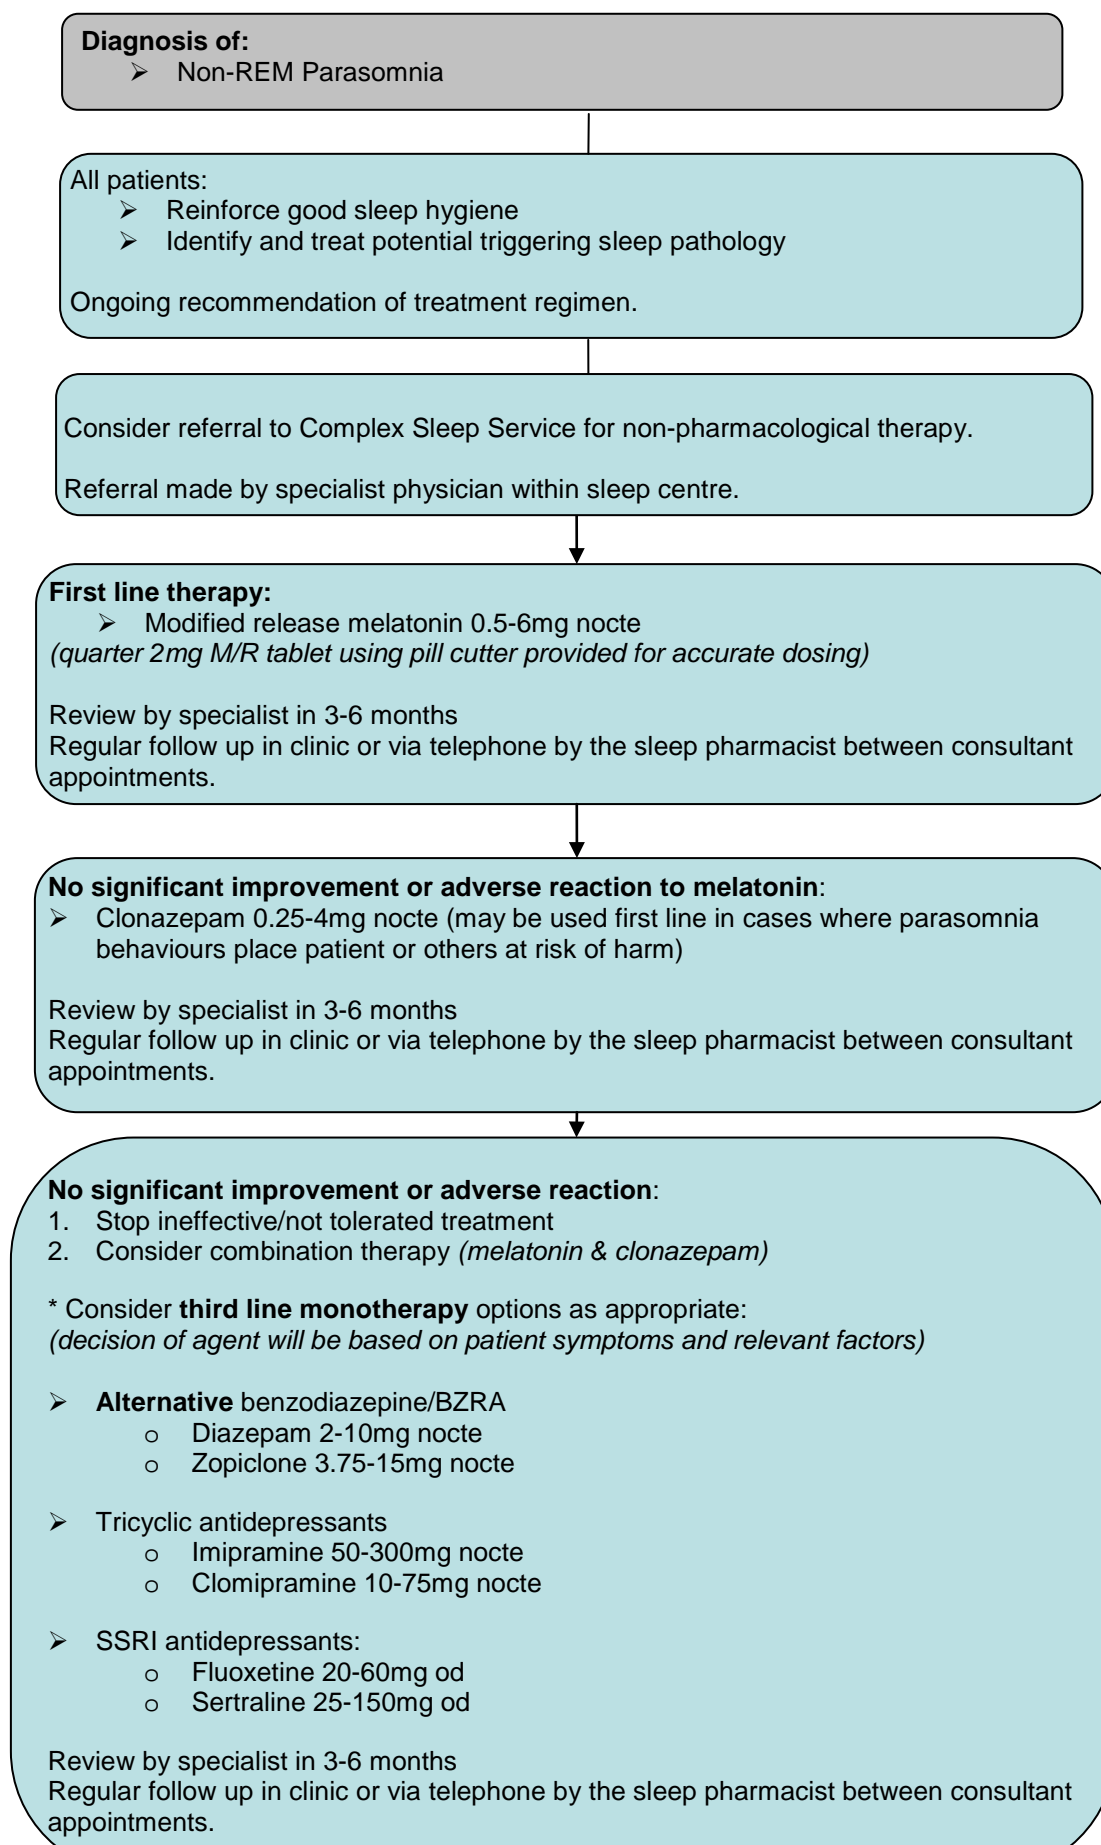 Diagnosis of:
➢ Non-REM Parasomnia
All patients:
➢ Reinforce good sleep hygiene
➢ Identify and treat potential triggering sleep pathology
Ongoing recommendation of treatment regimen.
Consider referral to Complex Sleep Service for non-pharmacological therapy.
Referral made by specialist physician within sleep centre.
First line therapy:
➢ Modified release melatonin 0.5-6mg nocte
(quarter 2mg M/R tablet using pill cutter provided for accurate dosing)
Review by specialist in 3-6 months
Regular follow up in clinic or via telephone by the sleep pharmacist between consultant
appointments.
No significant improvement or adverse reaction to melatonin:
➢ Clonazepam 0.25-4mg nocte (may be used first line in cases where parasomnia
behaviours place patient or others at risk of harm)
Review by specialist in 3-6 months
Regular follow up in clinic or via telephone by the sleep pharmacist between consultant
appointments.
No significant improvement or adverse reaction:
1. Stop ineffective/not tolerated treatment
2. Consider combination therapy (melatonin & clonazepam)
* Consider third line monotherapy options as appropriate:
(decision of agent will be based on patient symptoms and relevant factors)
➢ Alternative benzodiazepine/BZRA
o Diazepam 2-10mg nocte
o Zopiclone 3.75-15mg nocte
➢ Tricyclic antidepressants
o Imipramine 50-300mg nocte
o Clomipramine 10-75mg nocte
➢ SSRI antidepressants:
o Fluoxetine 20-60mg od
o Sertraline 25-150mg od
Review by specialist in 3-6 months
Regular follow up in clinic or via telephone by the sleep pharmacist between consultant
appointments.